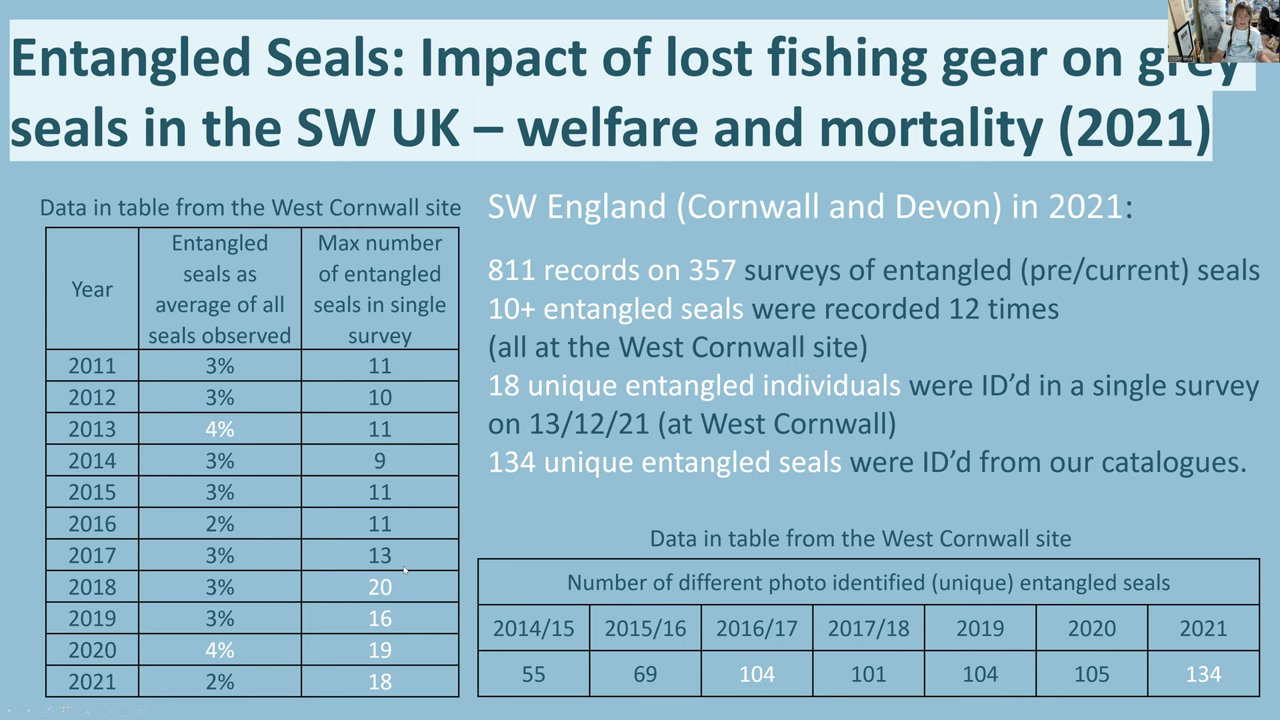 Entangled Seals: Impact of lost fishing gear on grey
seals in the SW UK – welfare and mortality (2021)
Data in table from the West Cornwall site
Year
Entangled
seals as
average of all
seals observed
Max number
of entangled
seals in single
survey
2011 3% 11
2012 3% 10
2013 4% 11
2014 3% 9
2015 3% 11
2016 2% 11
2017 3% 13
2018 3% 20
2019 3% 16
2020 4% 19
2021 2% 18
SW England (Cornwall and Devon) in 2021:
811 records on 357 surveys of entangled (pre/current) seals
10+ entangled seals were recorded 12 times
(all at the West Cornwall site)
18 unique entangled individuals were ID’d in a single survey
on 13/12/21 (at West Cornwall)
134 unique entangled seals were ID’d from our catalogues.
Data in table from the West Cornwall site
Number of different photo identified (unique) entangled seals
2014/15 2015/16 2016/17 2017/18 2019 2020 2021
55 69 104 101 104 105 134